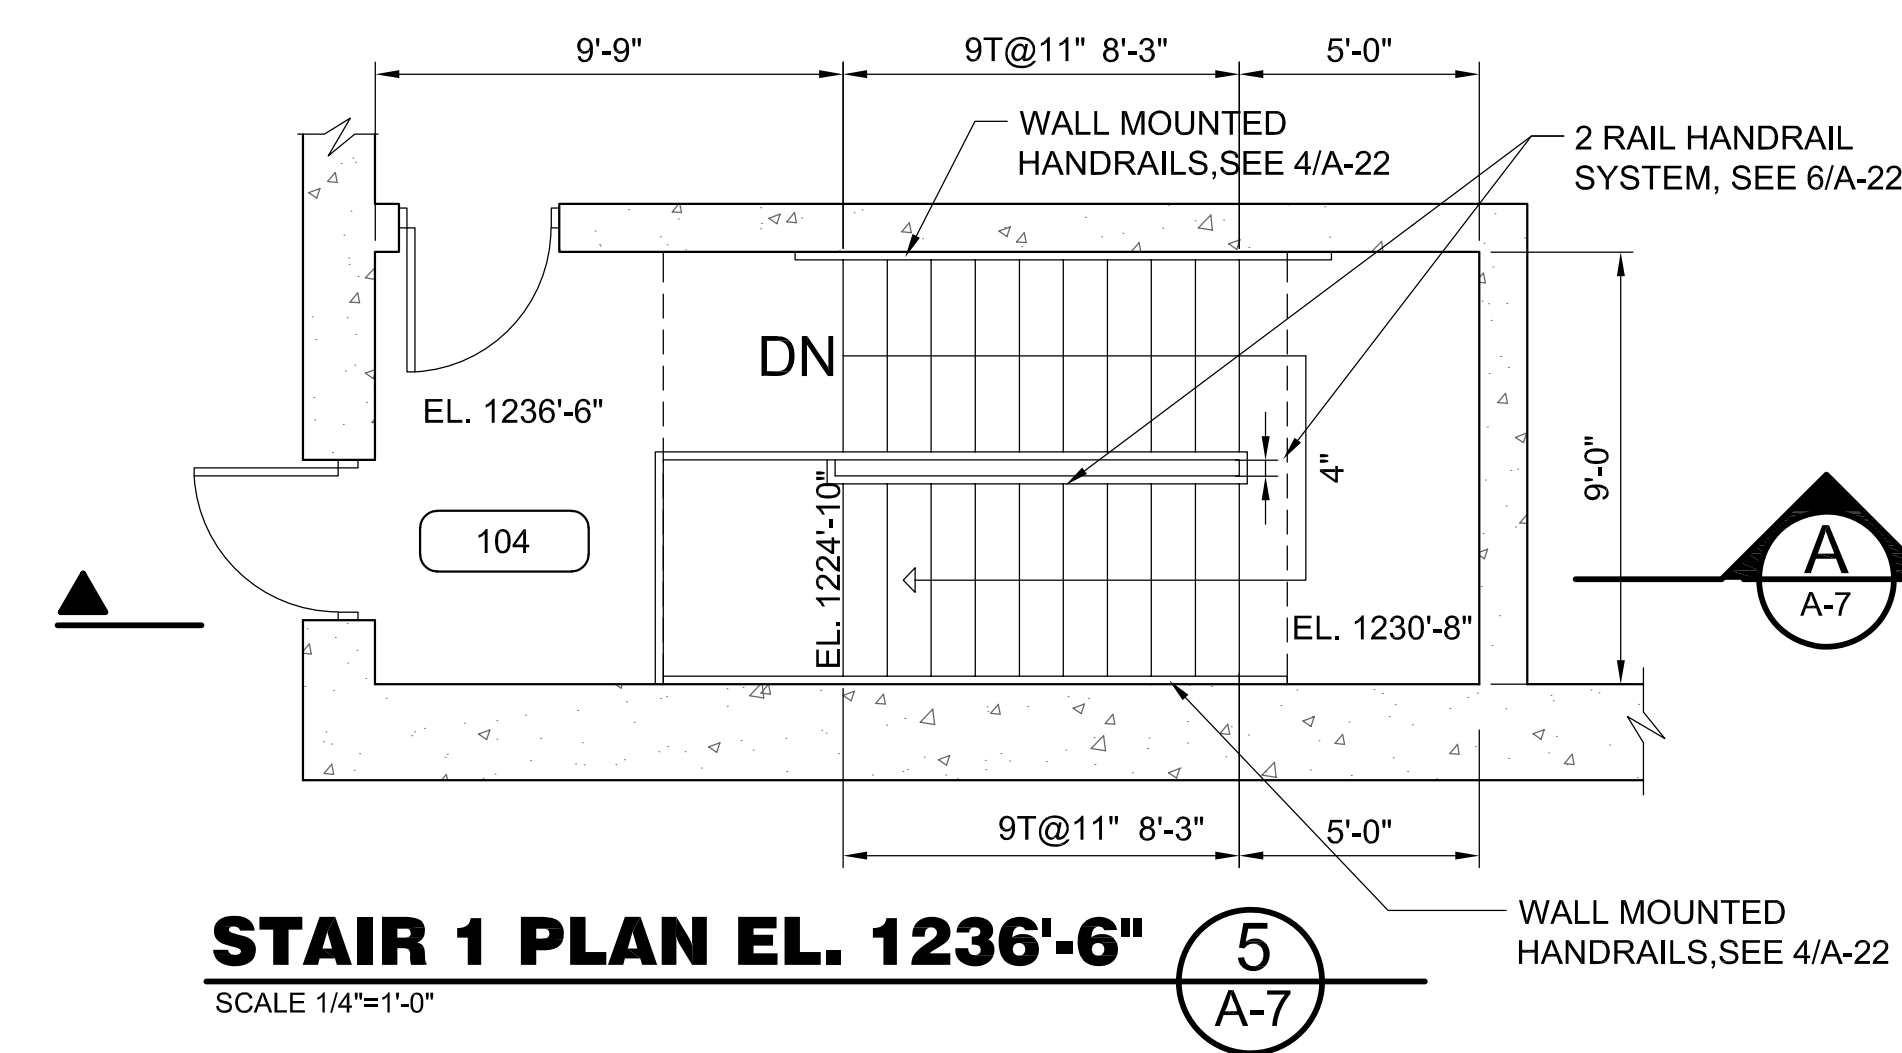 9'-9"
9T@11" 8'-3"
5'-0"
WALL MOUNTED
HANDRAILS,SEE 4/A-22
2 RAIL HANDRAIL
SYSTEM, SEE 6/A-22
DN
EL. 1236'-6"
4"
9'-0"
104
EL. 1224'-10"
A
A-7
EL. 1230'-8"
9T@11" 8'-3"
5'-0"
WALL MOUNTED
HANDRAILS,SEE 4/A-22
STAIR 1 PLAN EL. 1236'-6"
5
A-7
SCALE 1/4"=1'-0"